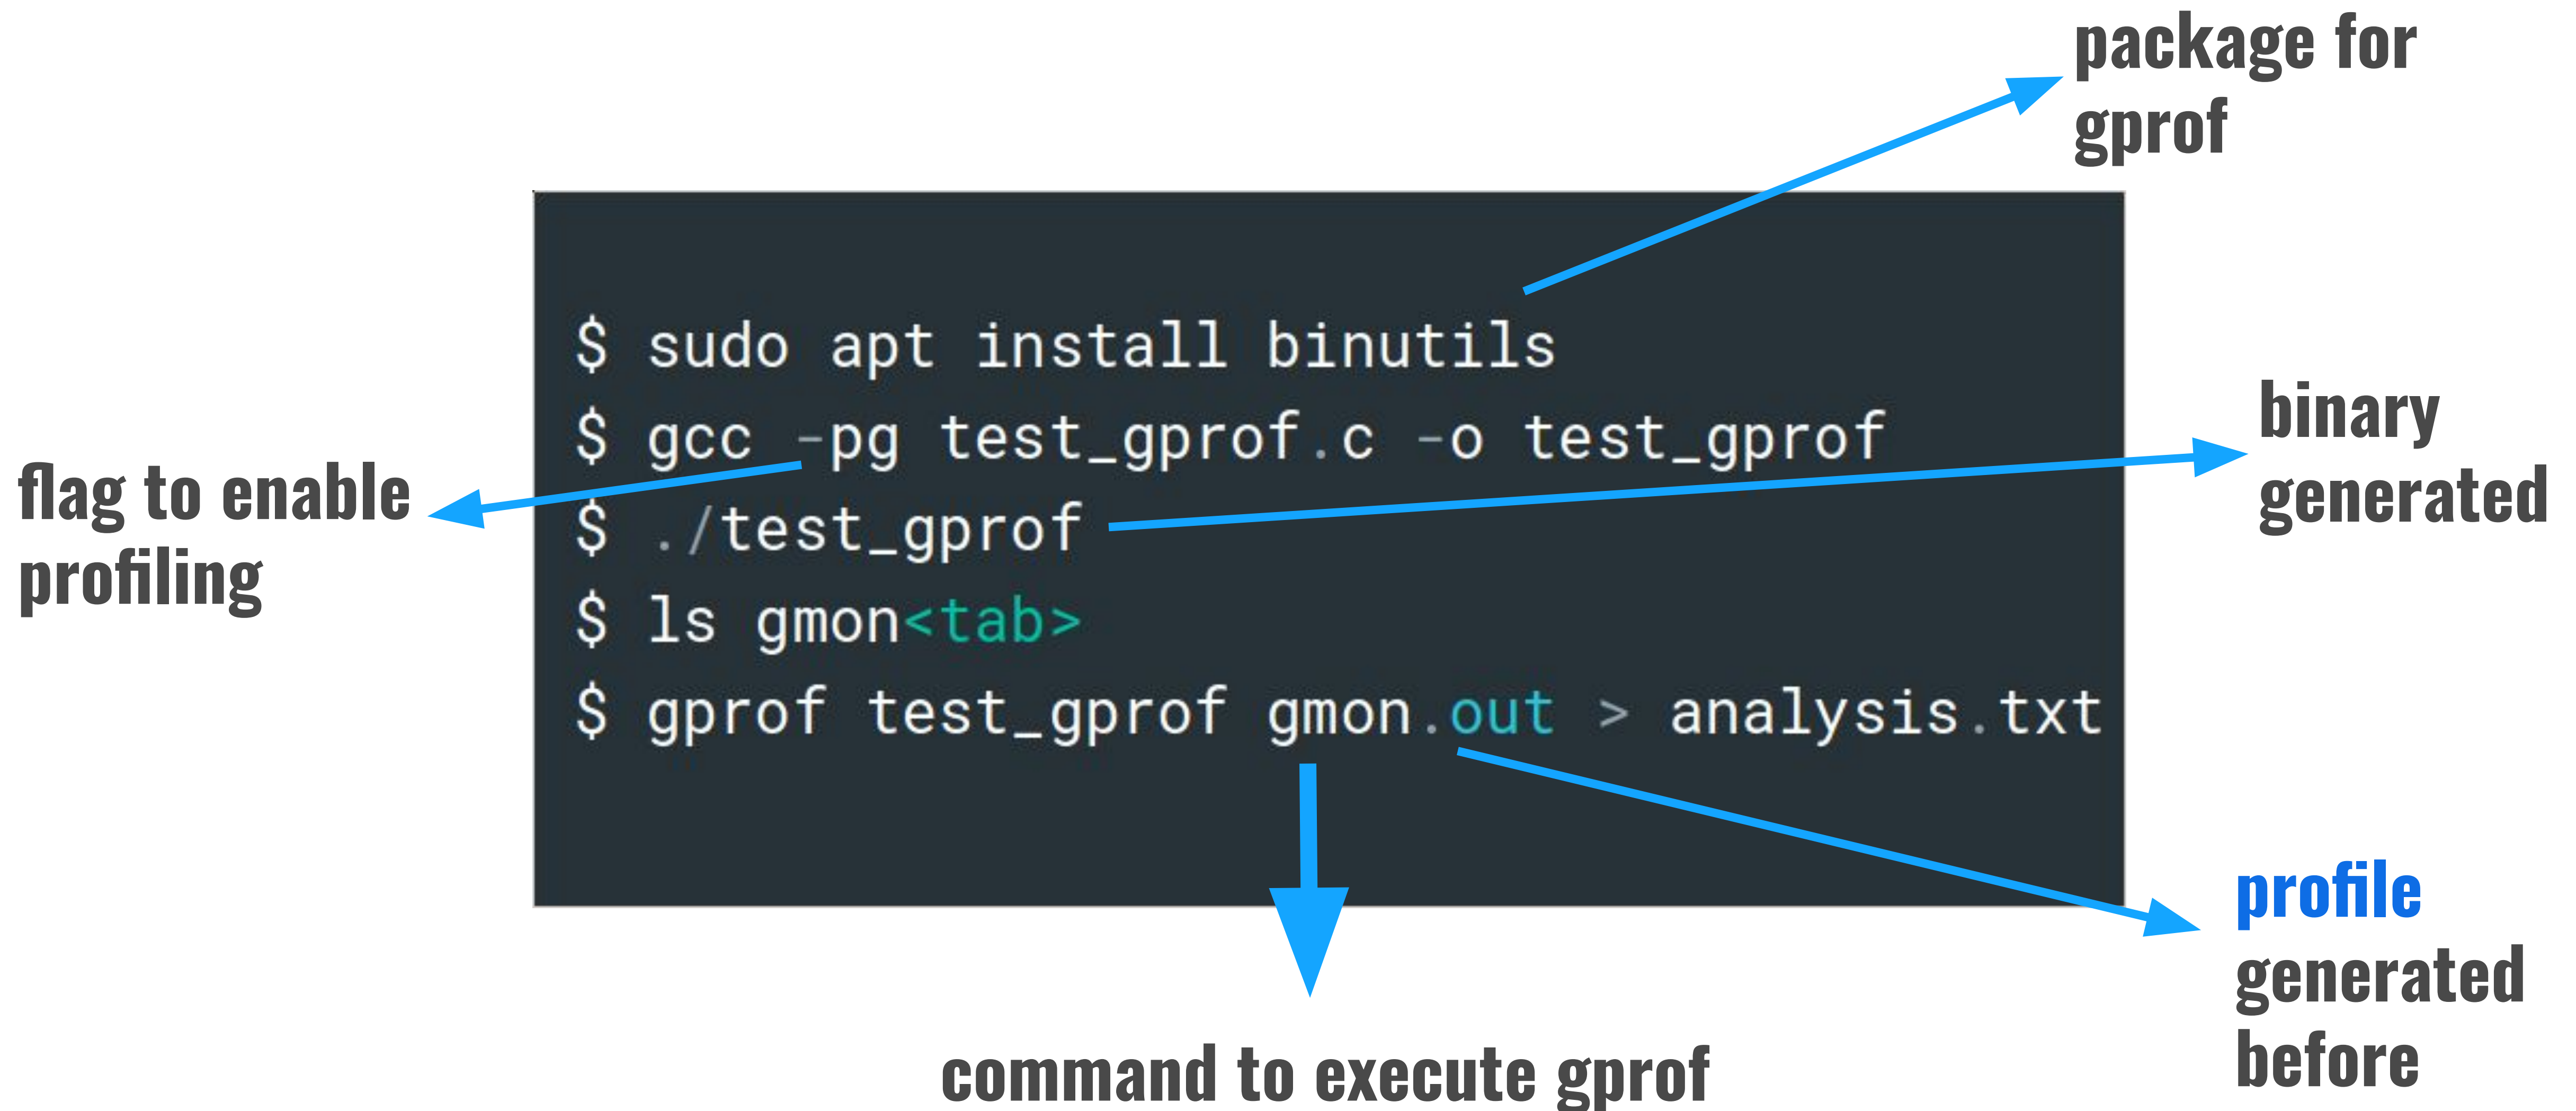 package for
gprof
$ sudo apt install binutils
$ gcc -pg test_gprof.c -o test_gprof
$ ./test_gprof
$ ls gmon<tab>
$ gprof test_gprof gmon.out > analysis.txt
flag to enable
profiling
binary
generated
profile
generated
before
command to execute gprof